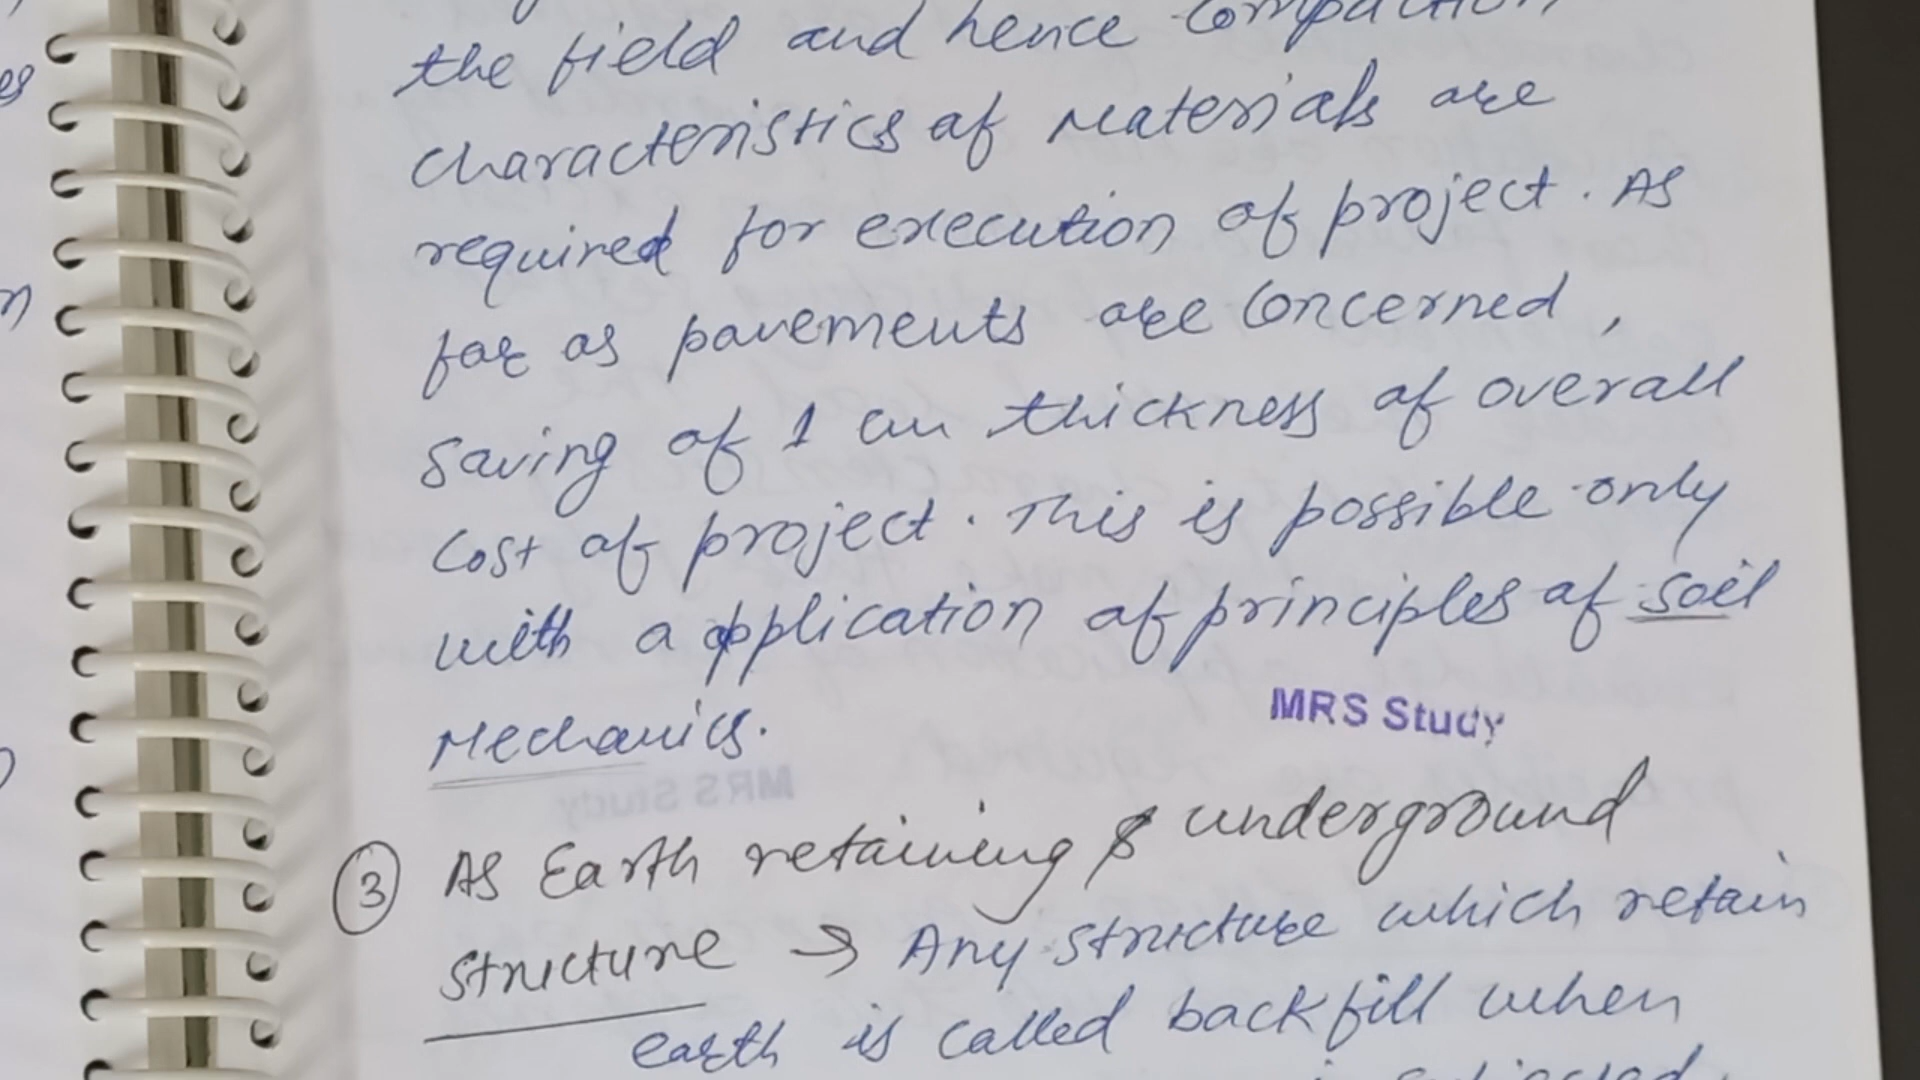 the field and hence compaction
characteristics of Materials are
required for execution of project. As
far as pavements are concerned,
saving of 1 cm thickness of overall
cost of project. This is possible only
with a application of principles of soil
Mechanics.
MRS Study
③ As Earth retaining & underground
structure → Any structure which retain
earth is called backfill when